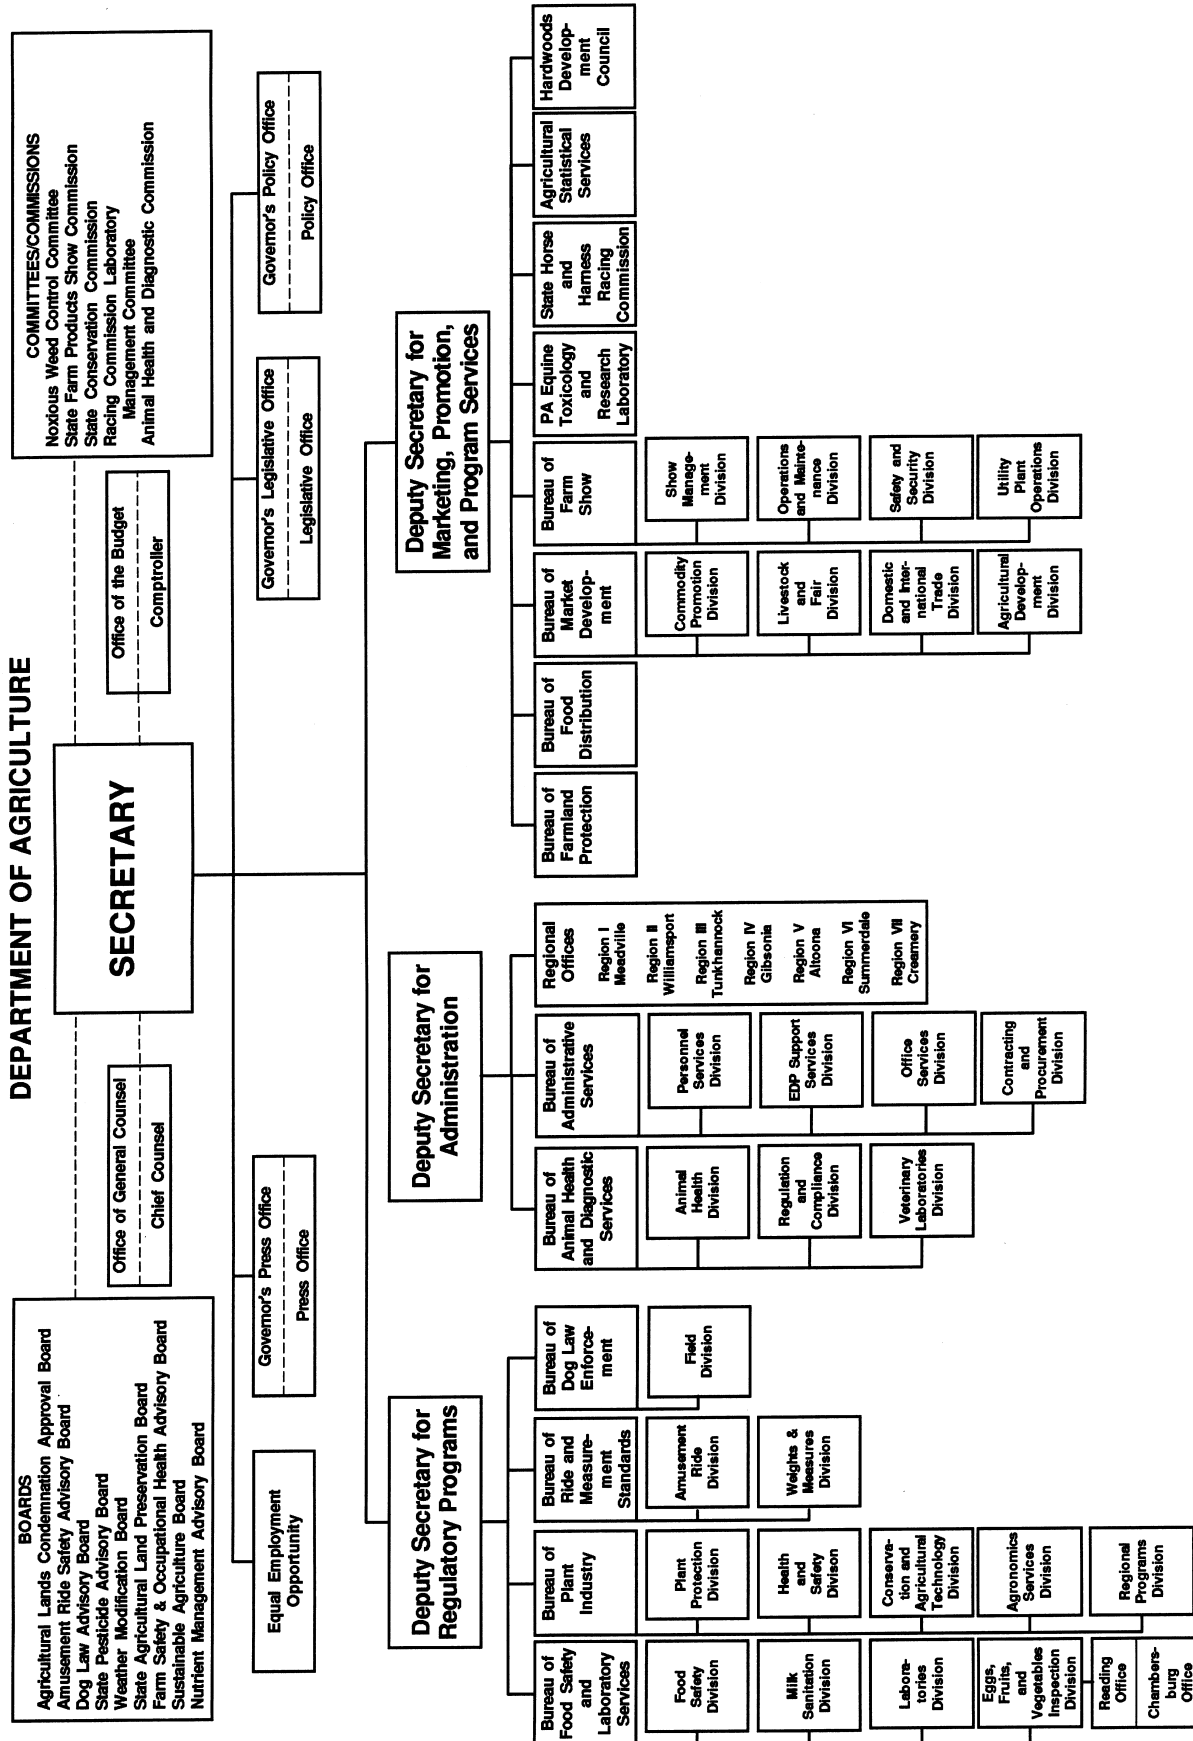 DEPARTMENT OF AGRICULTURE
BOARDS
Agricultural Lands Condemnation Approval Board
Amusement Ride Safety Advisory Board
Dog Law Advisory Board
State Pesticide Advisory Board
Weather Modification Board
State Agricultural Land Preservation Board
Farm Safety & Occupational Health Advisory Board
Sustainable Agriculture Board
Nutrient Management Advisory Board
SECRETARY
COMMITTEES/COMMISSIONS
Noxious Weed Control Committee
State Farm Products Show Commission
State Conservation Commission
Racing Commission Laboratory
Management Committee
Animal Health and Diagnostic Commission
Office of General Counsel
Chief Counsel
Office of the Budget
Comptroller
Equal Employment
Opportunity
Governor's Press Office
Press Office
Governor's Legislative Office
Legislative Office
Governor's Policy Office
Policy Office
Deputy Secretary for
Regulatory Programs
Deputy Secretary for
Administration
Deputy Secretary for
Marketing, Promotion,
and Program Services
Bureau of
Food Safety
and
Laboratory
Services
Food
Safety
Division
Milk
Sanitation
Division
Labora-
tories
Division
Eggs,
Fruits,
and
Vegetables
Inspection
Division
Reading
Office
Chambers-
burg
Office
Bureau of
Plant
Industry
Plant
Protection
Division
Health
and
Safety
Divison
Conserva-
tion and
Agricultural
Technology
Division
Agronomics
Services
Division
Regional
Programs
Division
Bureau of
Ride and
Measure-
ment
Standards
Amusement
Ride
Division
Weights &
Measures
Division
Bureau of
Dog Law
Enforce-
ment
Field
Division
Bureau of
Animal Health
and Diagnostic
Services
Animal
Health
Division
Regulation
and
Compliance
Division
Veterinary
Laboratories
Division
Bureau of
Administrative
Services
Personnel
Services
Division
EDP Support
Services
Division
Office
Services
Division
Contracting
and
Procurement
Division
Regional
Offices
Region I
Meadville
Region II
Williamsport
Region III
Tunkhannock
Region IV
Gibsonia
Region V
Altoona
Region VI
Summerdale
Region VII
Creamery
Bureau of
Farmland
Protection
Bureau of
Food
Distribution
Bureau of
Market
Develop-
ment
Commodity
Promotion
Division
Livestock
and
Fair
Division
Domestic
and Inter-
national
Trade
Division
Agricultural
Develop-
ment
Division
Bureau of
Farm
Show
Show
Manage-
ment
Division
Operations
and Mainte-
nance
Division
Safety and
Security
Division
Utility
Plant
Operations
Division
PA Equine
Toxicology
and
Research
Laboratory
State Horse
and
Harness
Racing
Commission
Agricultural
Statistical
Services
Hardwoods
Develop-
ment
Council